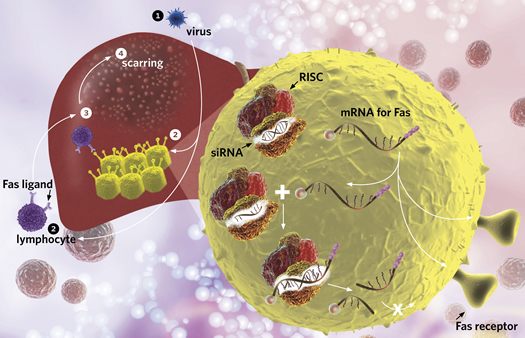 1
virus
4
scarring
RISC
mRNA for Fas
3
2
siRNA
Fas ligand
+
2
lymphocyte
X
Fas receptor